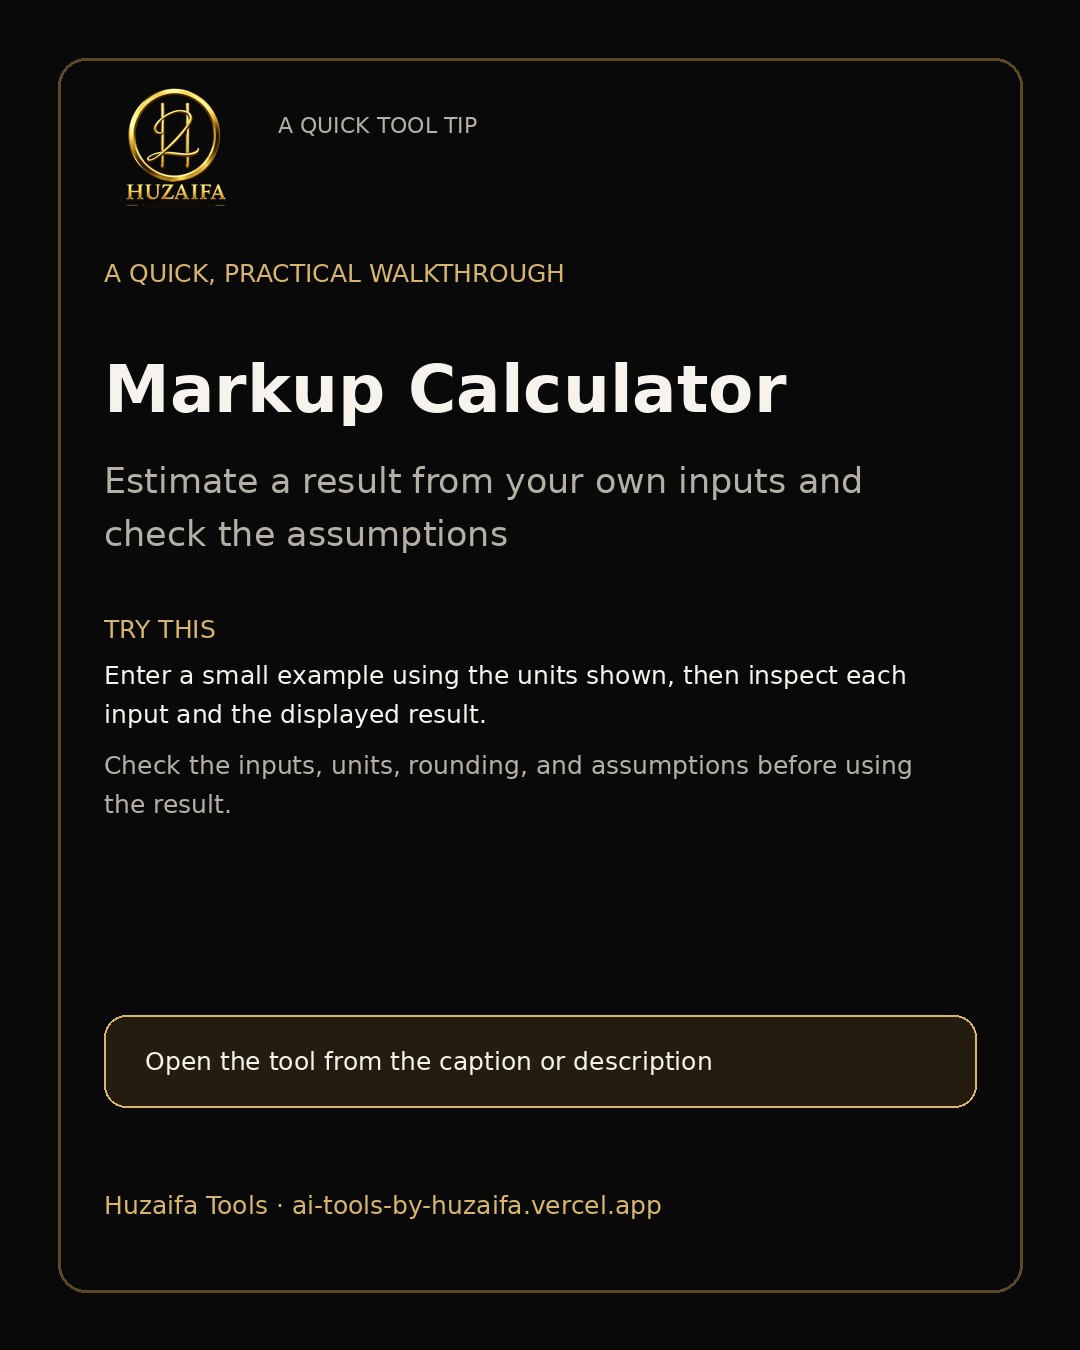 HUZAIFA
A QUICK TOOL TIP
A QUICK, PRACTICAL WALKTHROUGH
Markup Calculator
Estimate a result from your own inputs and
check the assumptions
TRY THIS
Enter a small example using the units shown, then inspect each
input and the displayed result.
Check the inputs, units, rounding, and assumptions before using
the result.
Open the tool from the caption or description
Huzaifa Tools · ai-tools-by-huzaifa.vercel.app